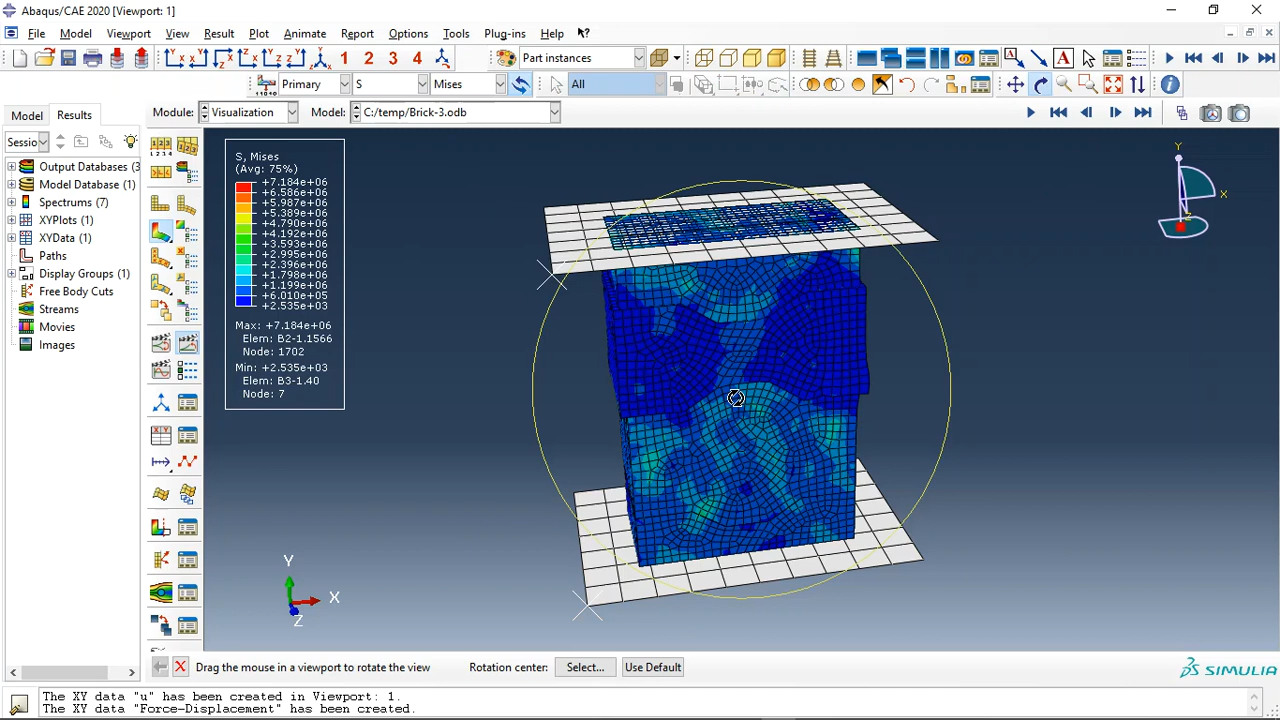 Abaqus/CAE 2020 [Viewport: 1]
File Model Viewport View Result Plot Animate Report Options Tools Plug-ins Help
1 2 3 4 Part instances
Primary S Mises All
Model Results Module: Visualization Model: C:/temp/Brick-3.odb
Sessio
Output Databases (3
Model Database (1)
Spectrums (7)
XYPlots (1)
XYData (1)
Paths
Display Groups (1)
Free Body Cuts
Streams
Movies
Images
S, Mises
(Avg: 75%)
+7.184e+06
+6.586e+06
+5.987e+06
+5.389e+06
+4.790e+06
+4.192e+06
+3.593e+06
+2.995e+06
+2.396e+06
+1.798e+06
+1.199e+06
+6.010e+05
+2.535e+03
Max: +7.184e+06
Elem: B2-1.1566
Node: 1702
Min: +2.535e+03
Elem: B3-1.40
Node: 7
Y
X
Z
Y
X
Z
Drag the mouse in a viewport to rotate the view Rotation center: Select... Use Default
SIMULIA
The XY data "u" has been created in Viewport: 1.
The XY data "Force-Displacement" has been created.